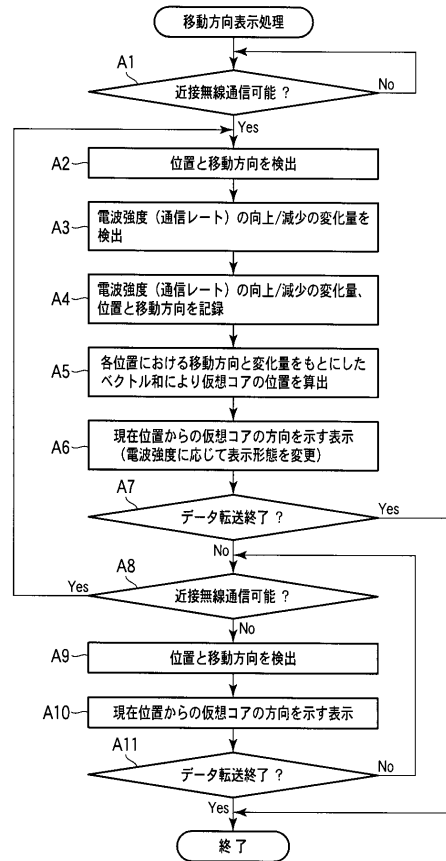 移動方向表示処理
A1
近接無線通信可能 ?
No
Yes
A2
位置と移動方向を検出
A3
電波強度（通信レート）の向上/減少の変化量を
検出
A4
電波強度（通信レート）の向上/減少の変化量、
位置と移動方向を記録
A5
各位置における移動方向と変化量をもとにした
ベクトル和により仮想コアの位置を算出
A6
現在位置からの仮想コアの方向を示す表示
（電波強度に応じて表示形態を変更）
A7
データ転送終了 ?
Yes
No
A8
Yes
近接無線通信可能 ?
No
A9
位置と移動方向を検出
A10
現在位置からの仮想コアの方向を示す表示
A11
データ転送終了 ?
No
Yes
終了